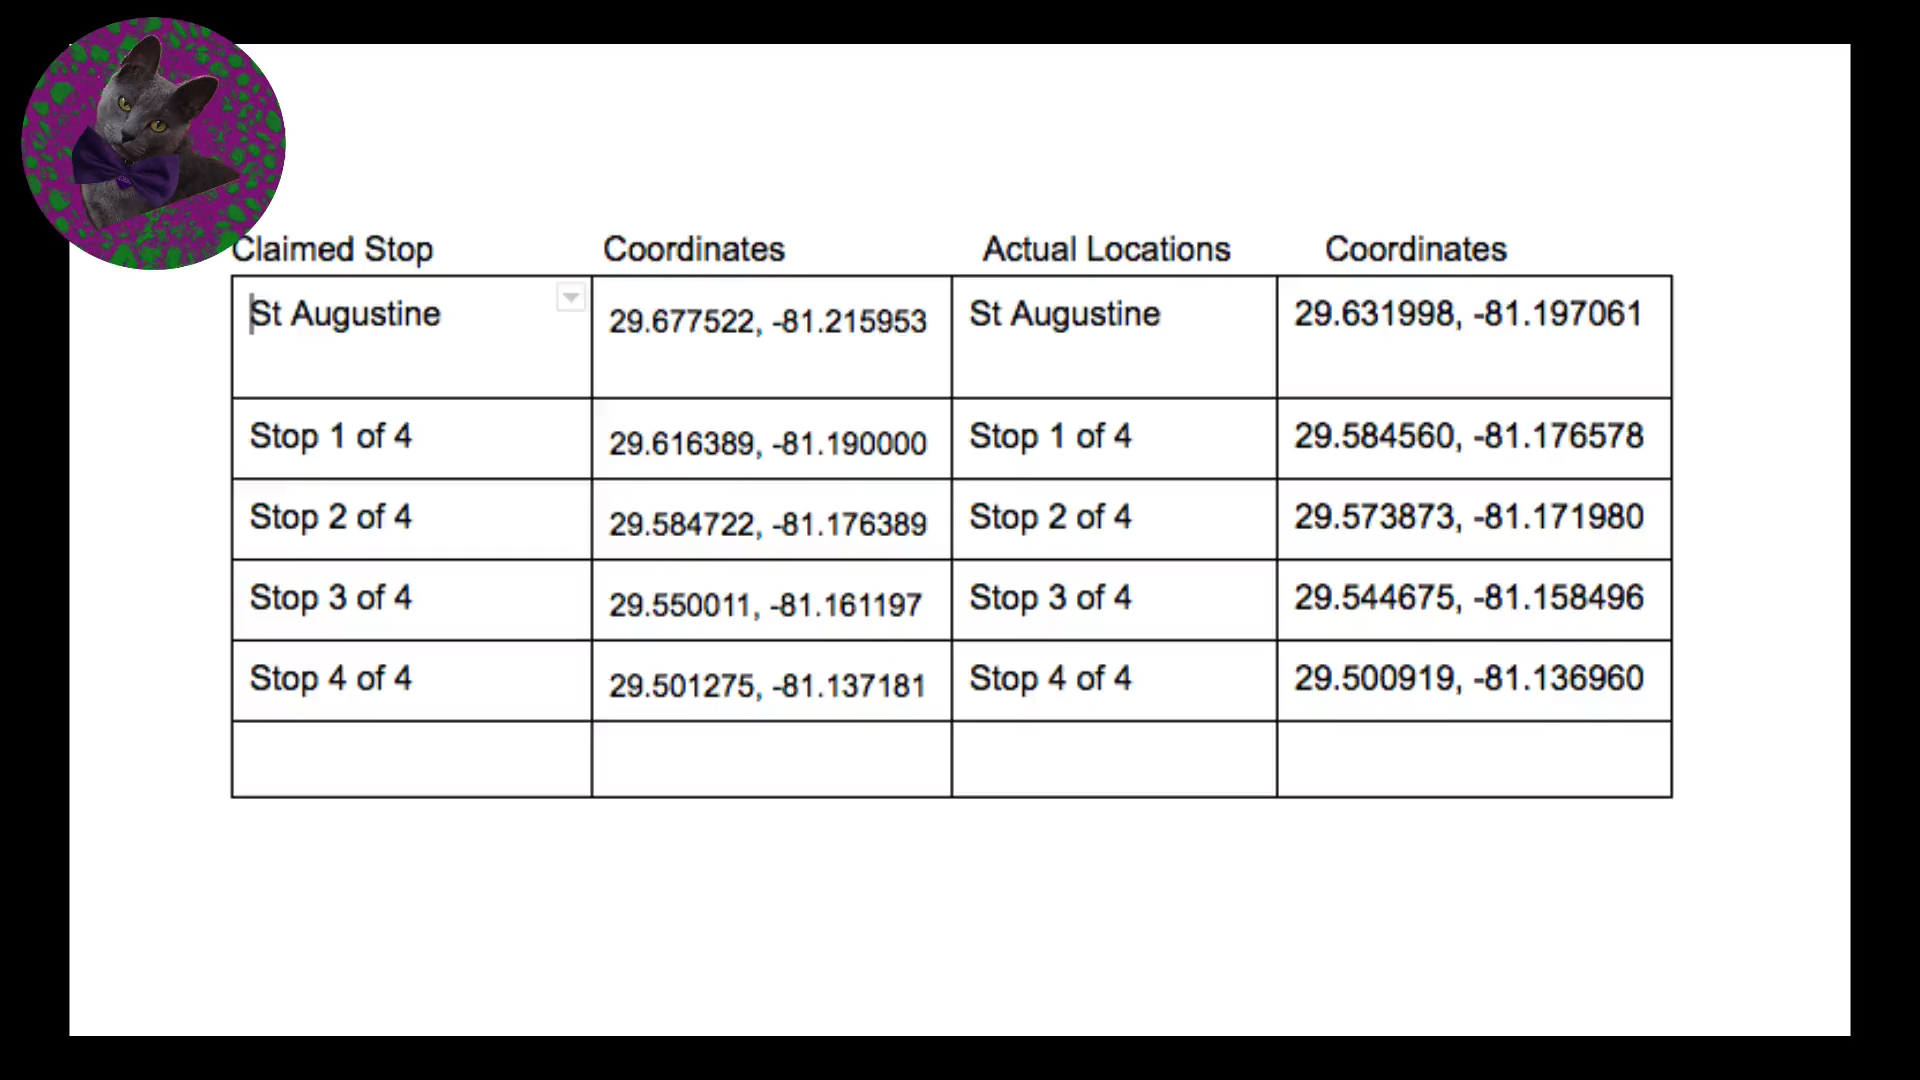 Claimed Stop Coordinates Actual Locations Coordinates
St Augustine 29.677522, -81.215953 St Augustine 29.631998, -81.197061
Stop 1 of 4 29.616389, -81.190000 Stop 1 of 4 29.584560, -81.176578
Stop 2 of 4 29.584722, -81.176389 Stop 2 of 4 29.573873, -81.171980
Stop 3 of 4 29.550011, -81.161197 Stop 3 of 4 29.544675, -81.158496
Stop 4 of 4 29.501275, -81.137181 Stop 4 of 4 29.500919, -81.136960